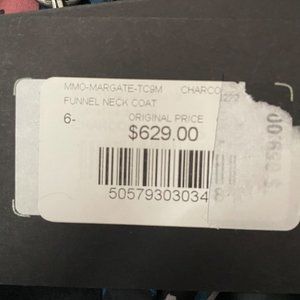 MMO-MARGATE-TC9M CHARCO
FUNNEL NECK COAT
6- ORIGINAL PRICE
$629.00
50579303034